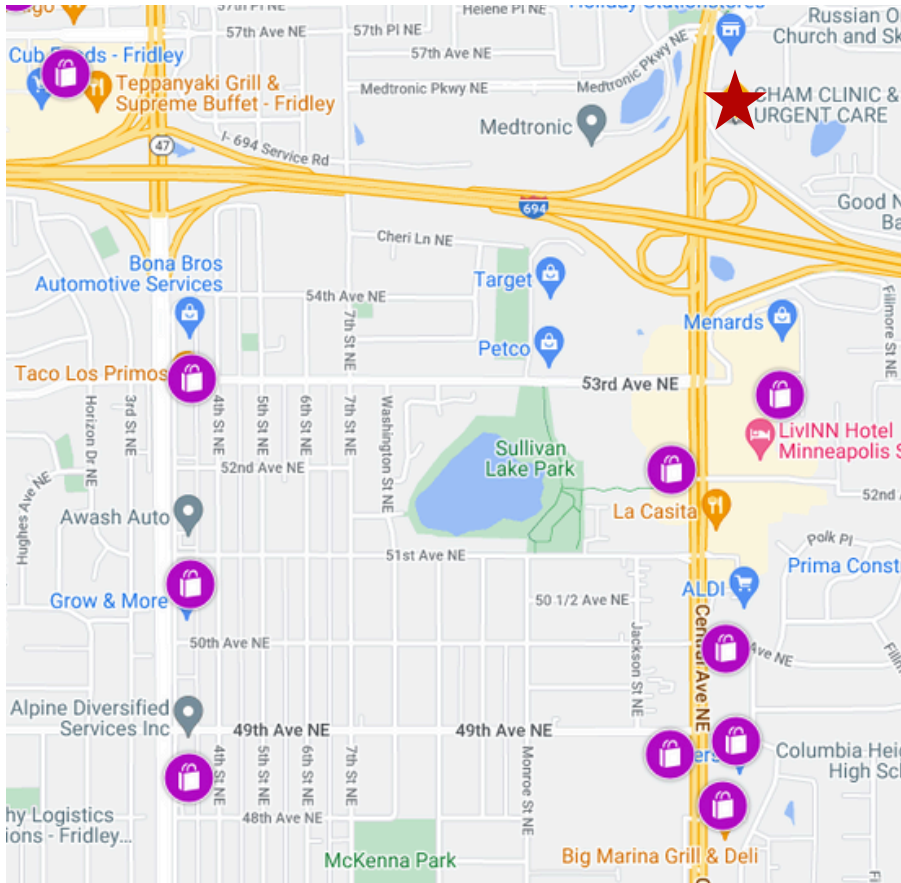 57th Pl NE
Helene Pl NE
Holiday Stationstores
Russian O
Church and Sk
57th Ave NE
57th Pl NE
57th Ave NE
Cub Foods - Fridley
Teppanyaki Grill &
Supreme Buffet - Fridley
Medtronic Pkwy NE
Medtronic Pkwy NE
Medtronic
CHAM CLINIC &
URGENT CARE
47
I- 694 Service Rd
694
Good N
Ba
Cheri Ln NE
Bona Bros
Automotive Services
Target
54th Ave NE
Fillmore St NE
Menards
7th St NE
Petco
Taco Los Primos
53rd Ave NE
Horizon Dr NE
3rd St NE
4th St NE
5th St NE
6th St NE
7th St NE
Washington St NE
LivINN Hotel
Minneapolis S
Sullivan
Lake Park
52nd Ave NE
52nd
Hughes Ave NE
La Casita
Awash Auto
Polk Pl
51st Ave NE
Prima Const
ALDI
Grow & More
50 1/2 Ave NE
Central Ave NE
Jackson St NE
50th Ave NE
Ave NE
Fillm
Alpine Diversified
Services Inc
49th Ave NE
49th Ave NE
4th St NE
5th St NE
6th St NE
7th St NE
Monroe St NE
ers
Columbia Hei
High Sc
hy Logistics
ions - Fridley...
48th Ave NE
McKenna Park
Big Marina Grill & Deli